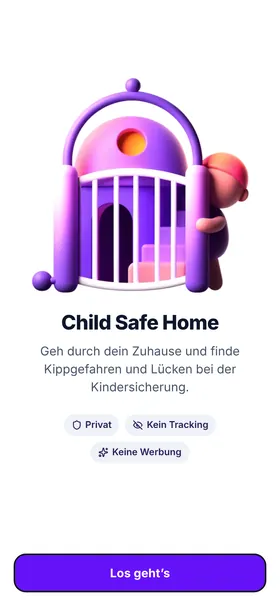 Child Safe Home
Geh durch dein Zuhause und finde
Kippgefahren und Lücken bei der
Kindersicherung.
Privat
Kein Tracking
Keine Werbung
Los geht’s